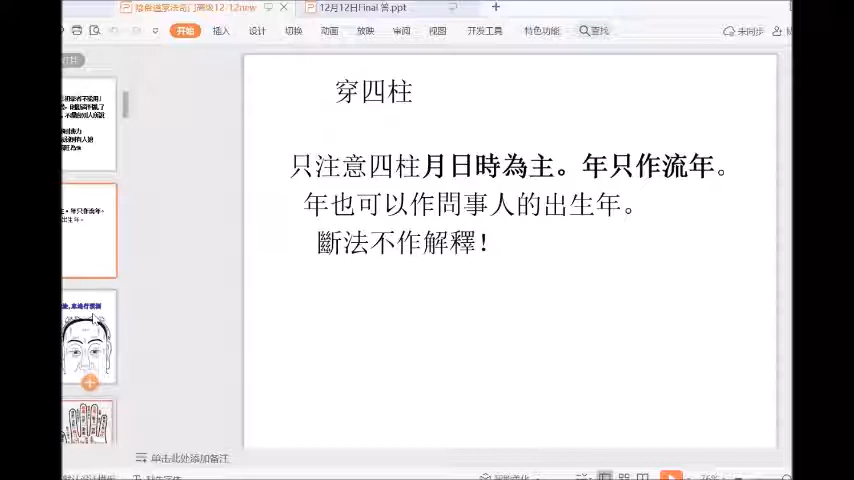 12月12日Final 答.ppt
开始 插入 设计 切换 动画 放映 审阅 视图 开发工具 特色功能 查找 未同步
穿四柱
只注意四柱月日時為主。年只作流年。
年也可以作問事人的出生年。
斷法不作解釋！
单击此处添加备注